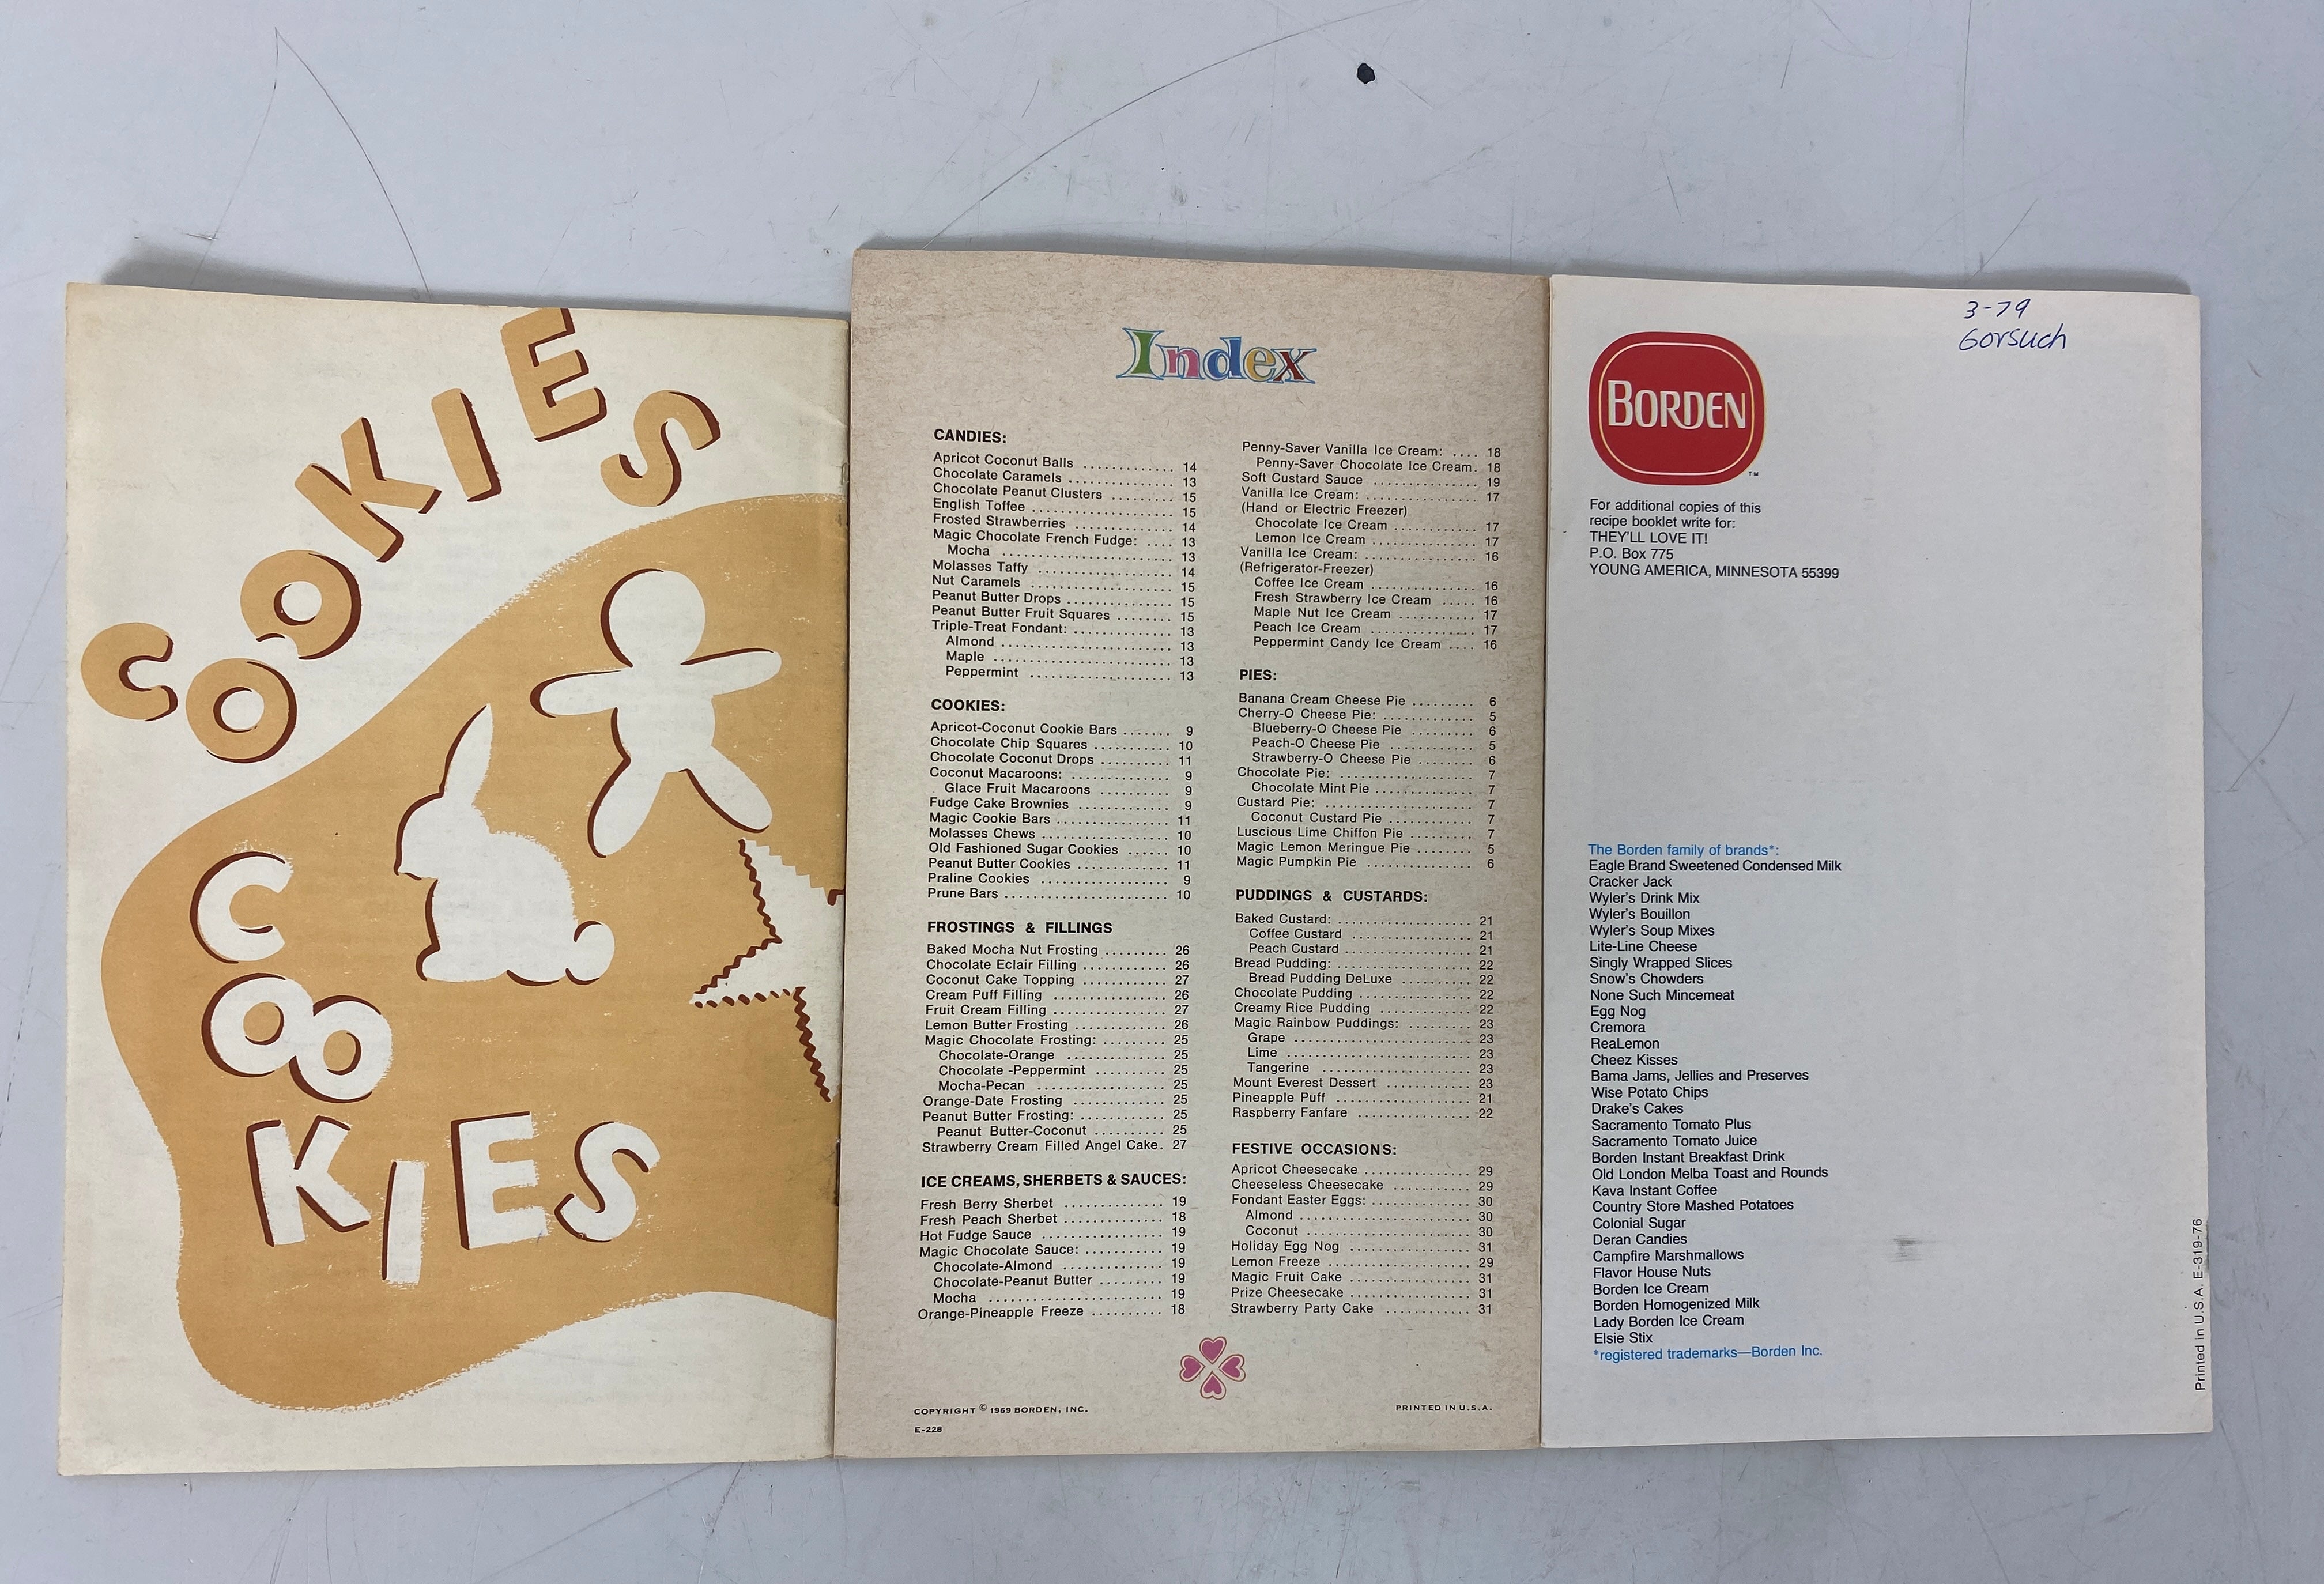 COOKIES
COOKIES
Index
CANDIES:
Apricot Coconut Balls ............. 14
Chocolate Caramels ............... 13
Chocolate Peanut Clusters ......... 15
English Toffee .................... 15
Frosted Strawberries .............. 14
Magic Chocolate French Fudge: .... 13
Mocha ........................ 13
Molasses Taffy ................... 14
Nut Caramels .................... 15
Peanut Butter Drops ............... 15
Peanut Butter Fruit Squares ........ 15
Triple-Treat Fondant: .............. 13
Almond ........................ 13
Maple ......................... 13
Peppermint .................... 13
COOKIES:
Apricot-Coconut Cookie Bars ....... 9
Chocolate Chip Squares ........... 10
Chocolate Coconut Drops .......... 11
Coconut Macaroons: .............. 9
Glace Fruit Macaroons .......... 9
Fudge Cake Brownies ............. 9
Magic Cookie Bars ................ 11
Molasses Chews .................. 10
Old Fashioned Sugar Cookies ...... 10
Peanut Butter Cookies ............ 11
Praline Cookies .................. 9
Prune Bars ....................... 10
FROSTINGS & FILLINGS
Baked Mocha Nut Frosting ......... 26
Chocolate Eclair Filling ............ 26
Coconut Cake Topping ............ 27
Cream Puff Filling ................ 26
Fruit Cream Filling ................ 27
Lemon Butter Frosting ............. 26
Magic Chocolate Frosting: ......... 25
Chocolate-Orange .............. 25
Chocolate -Peppermint .......... 25
Mocha-Pecan .................. 25
Orange-Date Frosting ............. 25
Peanut Butter Frosting: ............ 25
Peanut Butter-Coconut .......... 25
Strawberry Cream Filled Angel Cake. 27
ICE CREAMS, SHERBETS & SAUCES:
Fresh Berry Sherbet .............. 19
Fresh Peach Sherbet .............. 18
Hot Fudge Sauce ................. 19
Magic Chocolate Sauce: ........... 19
Chocolate-Almond .............. 19
Chocolate-Peanut Butter ......... 19
Mocha ........................ 19
Orange-Pineapple Freeze .......... 18
Penny-Saver Vanilla Ice Cream: .... 18
Penny-Saver Chocolate Ice Cream. 18
Soft Custard Sauce ............... 19
Vanilla Ice Cream: ................ 17
(Hand or Electric Freezer)
Chocolate Ice Cream ............ 17
Lemon Ice Cream ............... 17
Vanilla Ice Cream: ................ 16
(Refrigerator-Freezer)
Coffee Ice Cream ............... 16
Fresh Strawberry Ice Cream ..... 16
Maple Nut Ice Cream ........... 17
Peach Ice Cream ............... 17
Peppermint Candy Ice Cream .... 16
PIES:
Banana Cream Cheese Pie ......... 6
Cherry-O Cheese Pie: ............. 5
Blueberry-O Cheese Pie ......... 6
Peach-O Cheese Pie ............ 5
Strawberry-O Cheese Pie ........ 6
Chocolate Pie: ................... 7
Chocolate Mint Pie .............. 7
Custard Pie: ..................... 7
Coconut Custard Pie ............ 7
Luscious Lime Chiffon Pie ......... 7
Magic Lemon Meringue Pie ......... 5
Magic Pumpkin Pie ............... 6
PUDDINGS & CUSTARDS:
Baked Custard: ................... 21
Coffee Custard ................. 21
Peach Custard ................. 21
Bread Pudding: ................... 22
Bread Pudding DeLuxe .......... 22
Chocolate Pudding ................ 22
Creamy Rice Pudding ............. 22
Magic Rainbow Puddings: ......... 23
Grape ......................... 23
Lime .......................... 23
Tangerine ..................... 23
Mount Everest Dessert ............ 23
Pineapple Puff ................... 21
Raspberry Fanfare ................ 22
FESTIVE OCCASIONS:
Apricot Cheesecake ............... 29
Cheeseless Cheesecake ........... 29
Fondant Easter Eggs: .............. 30
Almond ........................ 30
Coconut ....................... 30
Holiday Egg Nog ................. 31
Lemon Freeze .................... 29
Magic Fruit Cake ................. 31
Prize Cheesecake ................. 31
Strawberry Party Cake ............ 31
COPYRIGHT © 1969 BORDEN, INC.
PRINTED IN U.S.A.
E-228
3-79
Gorsuch
BORDEN
TM
For additional copies of this
recipe booklet write for:
THEY'LL LOVE IT!
P.O. Box 775
YOUNG AMERICA, MINNESOTA 55399
The Borden family of brands*:
Eagle Brand Sweetened Condensed Milk
Cracker Jack
Wyler's Drink Mix
Wyler's Bouillon
Wyler's Soup Mixes
Lite-Line Cheese
Singly Wrapped Slices
Snow's Chowders
None Such Mincemeat
Egg Nog
Cremora
ReaLemon
Cheez Kisses
Bama Jams, Jellies and Preserves
Wise Potato Chips
Drake's Cakes
Sacramento Tomato Plus
Sacramento Tomato Juice
Borden Instant Breakfast Drink
Old London Melba Toast and Rounds
Kava Instant Coffee
Country Store Mashed Potatoes
Colonial Sugar
Deran Candies
Campfire Marshmallows
Flavor House Nuts
Borden Ice Cream
Borden Homogenized Milk
Lady Borden Ice Cream
Elsie Stix
*registered trademarks—Borden Inc.
Printed in U.S.A. E-319-76